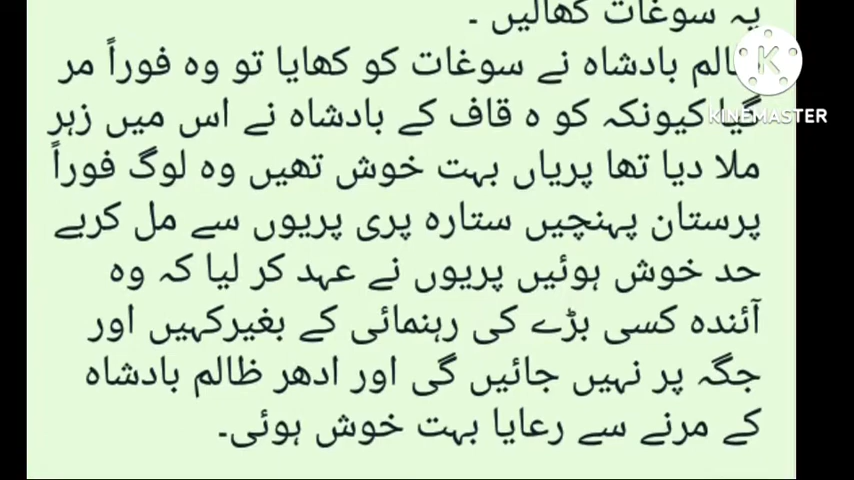 یہ سوغات کھالیں ۔
ظالم بادشاہ نے سوغات کو کھایا تو وہ فوراً مر
گیا کیونکہ کو ہ قاف کے بادشاہ نے اس میں زہر
ملا دیا تھا پریاں بہت خوش تھیں وہ لوگ فوراً
پرستان پہنچیں ستارہ پری پریوں سے مل کربے
حد خوش ہوئیں پریوں نے عہد کر لیا کہ وہ
آئندہ کسی بڑے کی رہنمائی کے بغیرکہیں اور
جگہ پر نہیں جائیں گی اور ادھر ظالم بادشاہ
کے مرنے سے رعایا بہت خوش ہوئی۔
K
KINEMASTER